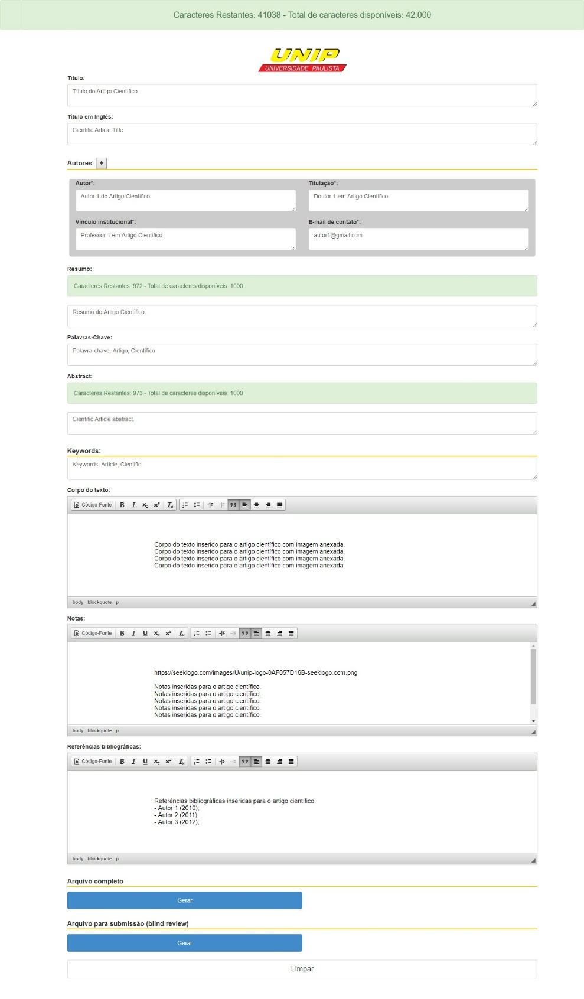 Caracteres Restantes: 41038 - Total de caracteres disponíveis: 42.000
UNIP
UNIVERSIDADE PAULISTA
Título:
Título do Artigo Científico
Título em Inglês:
Cientific Article Title
Autores: +
Autor*:
Titulação*:
Autor 1 do Artigo Científico
Doutor 1 em Artigo Científico
Vínculo institucional*:
E-mail de contato*:
Professor 1 em Artigo Científico
autor1@gmail.com
Resumo:
Caracteres Restantes: 972 - Total de caracteres disponíveis: 1000
Resumo do Artigo Científico.
Palavras-Chave:
Palavra-chave, Artigo, Científico
Abstract:
Caracteres Restantes: 973 - Total de caracteres disponíveis: 1000
Cientific Article abstract.
Keywords:
Keywords, Article, Cientific
Corpo do texto:
Código-Fonte B I x₂ x² Tx
Corpo do texto inserido para o artigo científico com imagem anexada.
Corpo do texto inserido para o artigo científico com imagem anexada.
Corpo do texto inserido para o artigo científico com imagem anexada.
Corpo do texto inserido para o artigo científico com imagem anexada.
body blockquote p
Notas:
Código-Fonte B I U x₂ x² Tx
https://seeklogo.com/images/U/unip-logo-0AF057D16B-seeklogo.com.png
Notas inseridas para o artigo científico.
Notas inseridas para o artigo científico.
Notas inseridas para o artigo científico.
Notas inseridas para o artigo científico.
Notas inseridas para o artigo científico.
body blockquote p
Referências bibliográficas:
Código-Fonte B I U x₂ x² Tx
Referências bibliográficas inseridas para o artigo científico.
- Autor 1 (2010);
- Autor 2 (2011);
- Autor 3 (2012);
body blockquote p
Arquivo completo
Gerar
Arquivo para submissão (blind review)
Gerar
Limpar